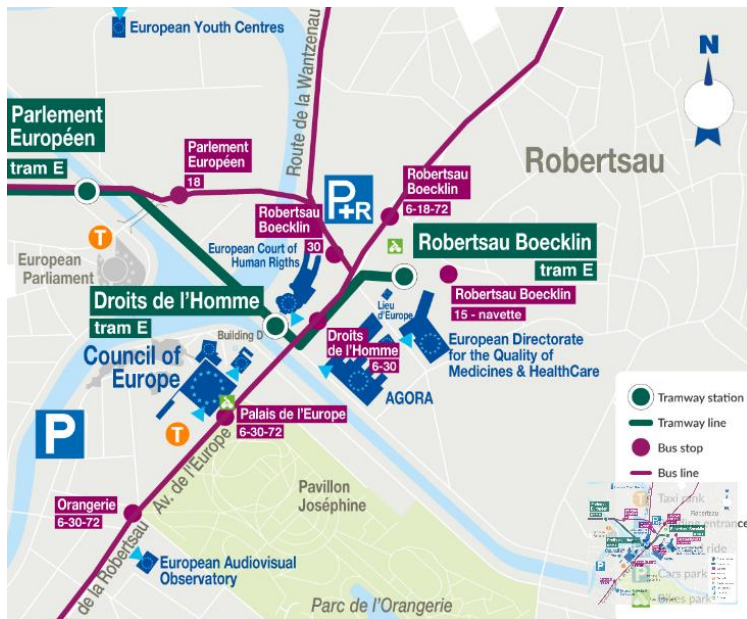 European Youth Centres
N
Route de la Wantzenau
Parlement
Européen
tram E
Parlement
Européen
18
P+R
Robertsau
Boecklin
6-18-72
Robertsau
Robertsau
Boecklin
30
T
European
Parliament
European Court of
Human Rigths
Robertsau Boecklin
tram E
Robertsau Boecklin
15 - navette
Droits de l'Homme
tram E
Lieu
d'Europe
Building D
Council of
Europe
Droits
de l'Homme
6-30
European Directorate
for the Quality of
Medicines & HealthCare
AGORA
P
T
Palais de l'Europe
6-30-72
Av. de l'Europe
Orangerie
6-30-72
Pavillon
Joséphine
de la Robertsau
European Audiovisual
Observatory
Parc de l'Orangerie
Tramway station
Tramway line
Bus stop
Bus line
Taxi rank
entrance
ride
P
Cars park
Bikes park